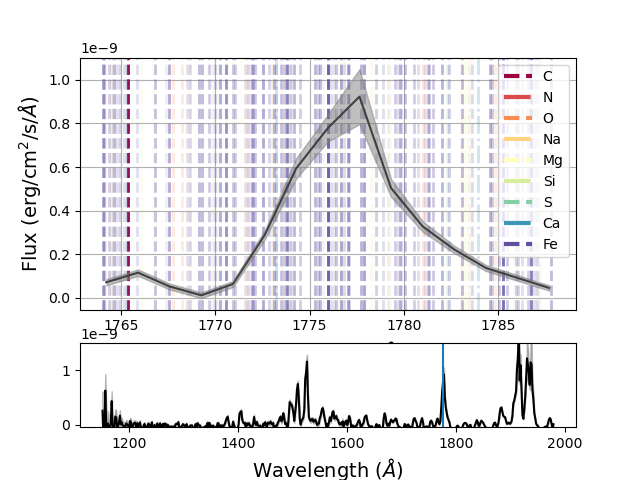 1e−9
1.0
0.8
0.6
0.4
0.2
0.0
Flux (erg/cm²/s/Å)
C
N
O
Na
Mg
Si
S
Ca
Fe
1765 1770 1775 1780 1785
1e−9
1
0
1200 1400 1600 1800 2000
Wavelength (Å)